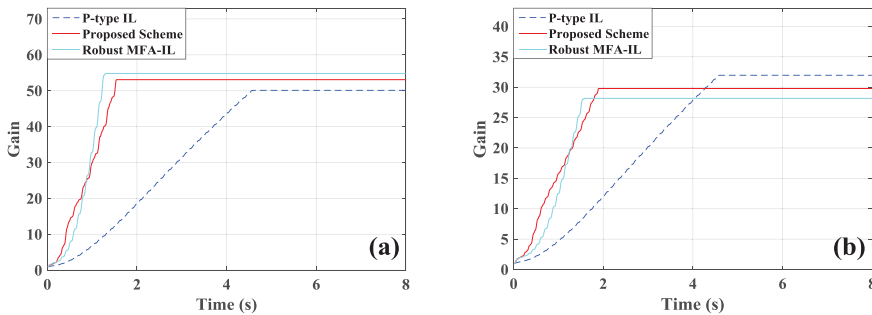 P-type IL
Proposed Scheme
Robust MFA-IL
70
60
50
40
30
20
10
0
Gain
0 2 4 6 8
Time (s)
(a)
P-type IL
Proposed Scheme
Robust MFA-IL
40
35
30
25
20
15
10
5
0
Gain
0 2 4 6 8
Time (s)
(b)